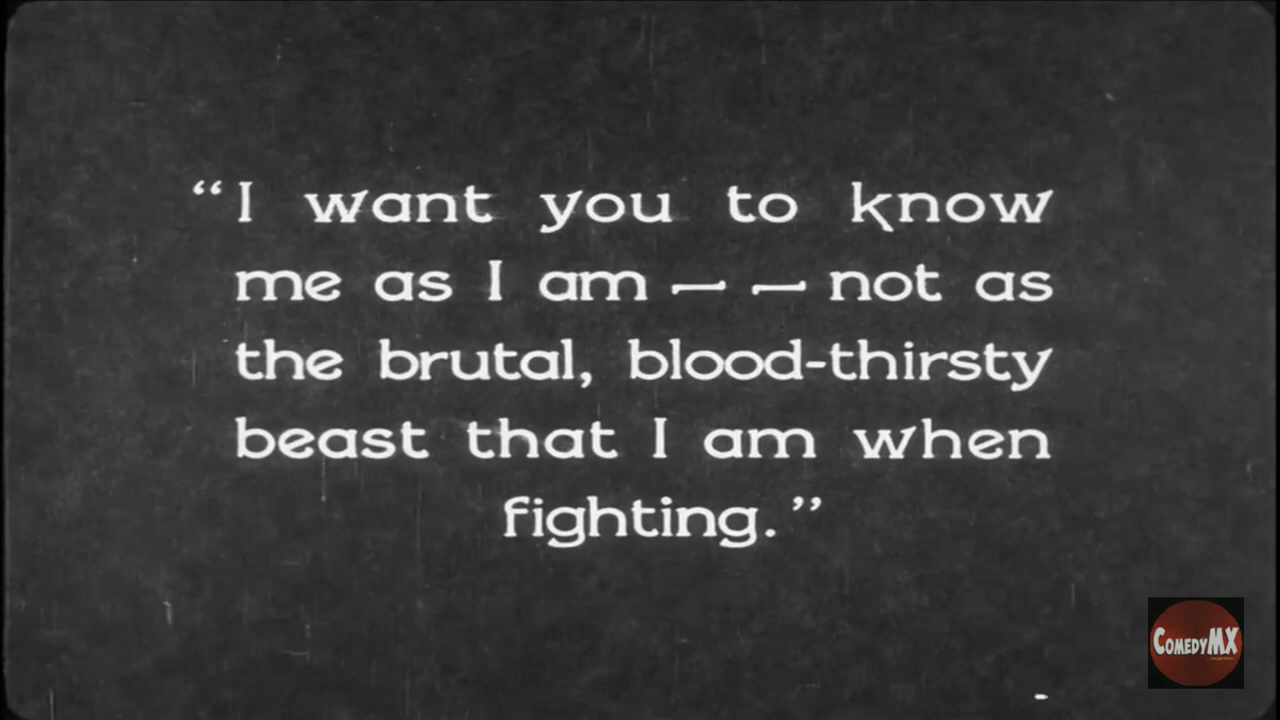 “I want you to know
me as I am — — not as
the brutal, blood-thirsty
beast that I am when
fighting.”
COMEDYMX